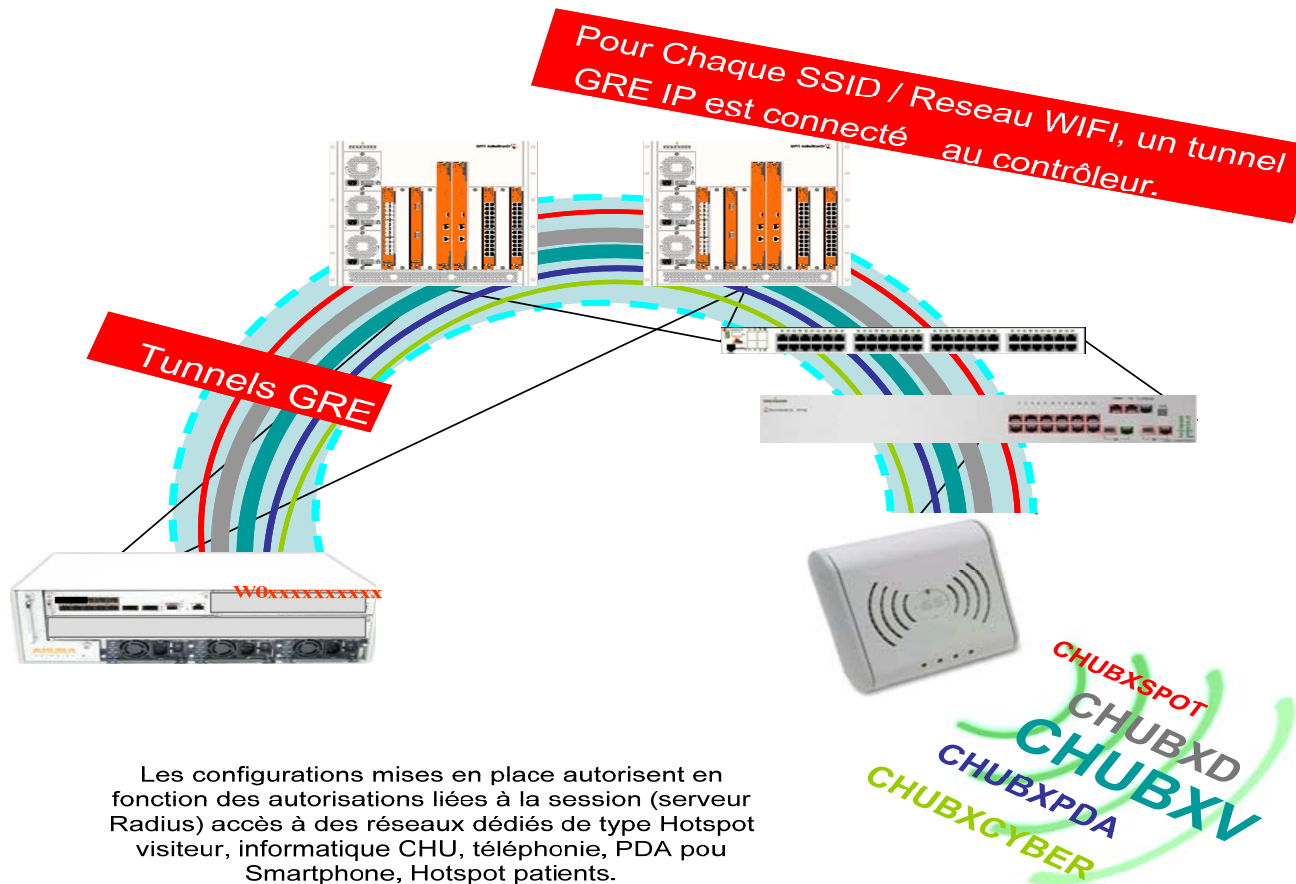 Pour Chaque SSID / Reseau WIFI, un tunnel
GRE IP est connecté au contrôleur.
Tunnels GRE
W0xxxxxxxxxx
CHUBXSPOT
CHUBXD
CHUBXV
CHUBXPDA
CHUBXCYBER
Les configurations mises en place autorisent en
fonction des autorisations liées à la session (serveur
Radius) accès à des réseaux dédiés de type Hotspot
visiteur, informatique CHU, téléphonie, PDA pou
Smartphone, Hotspot patients.